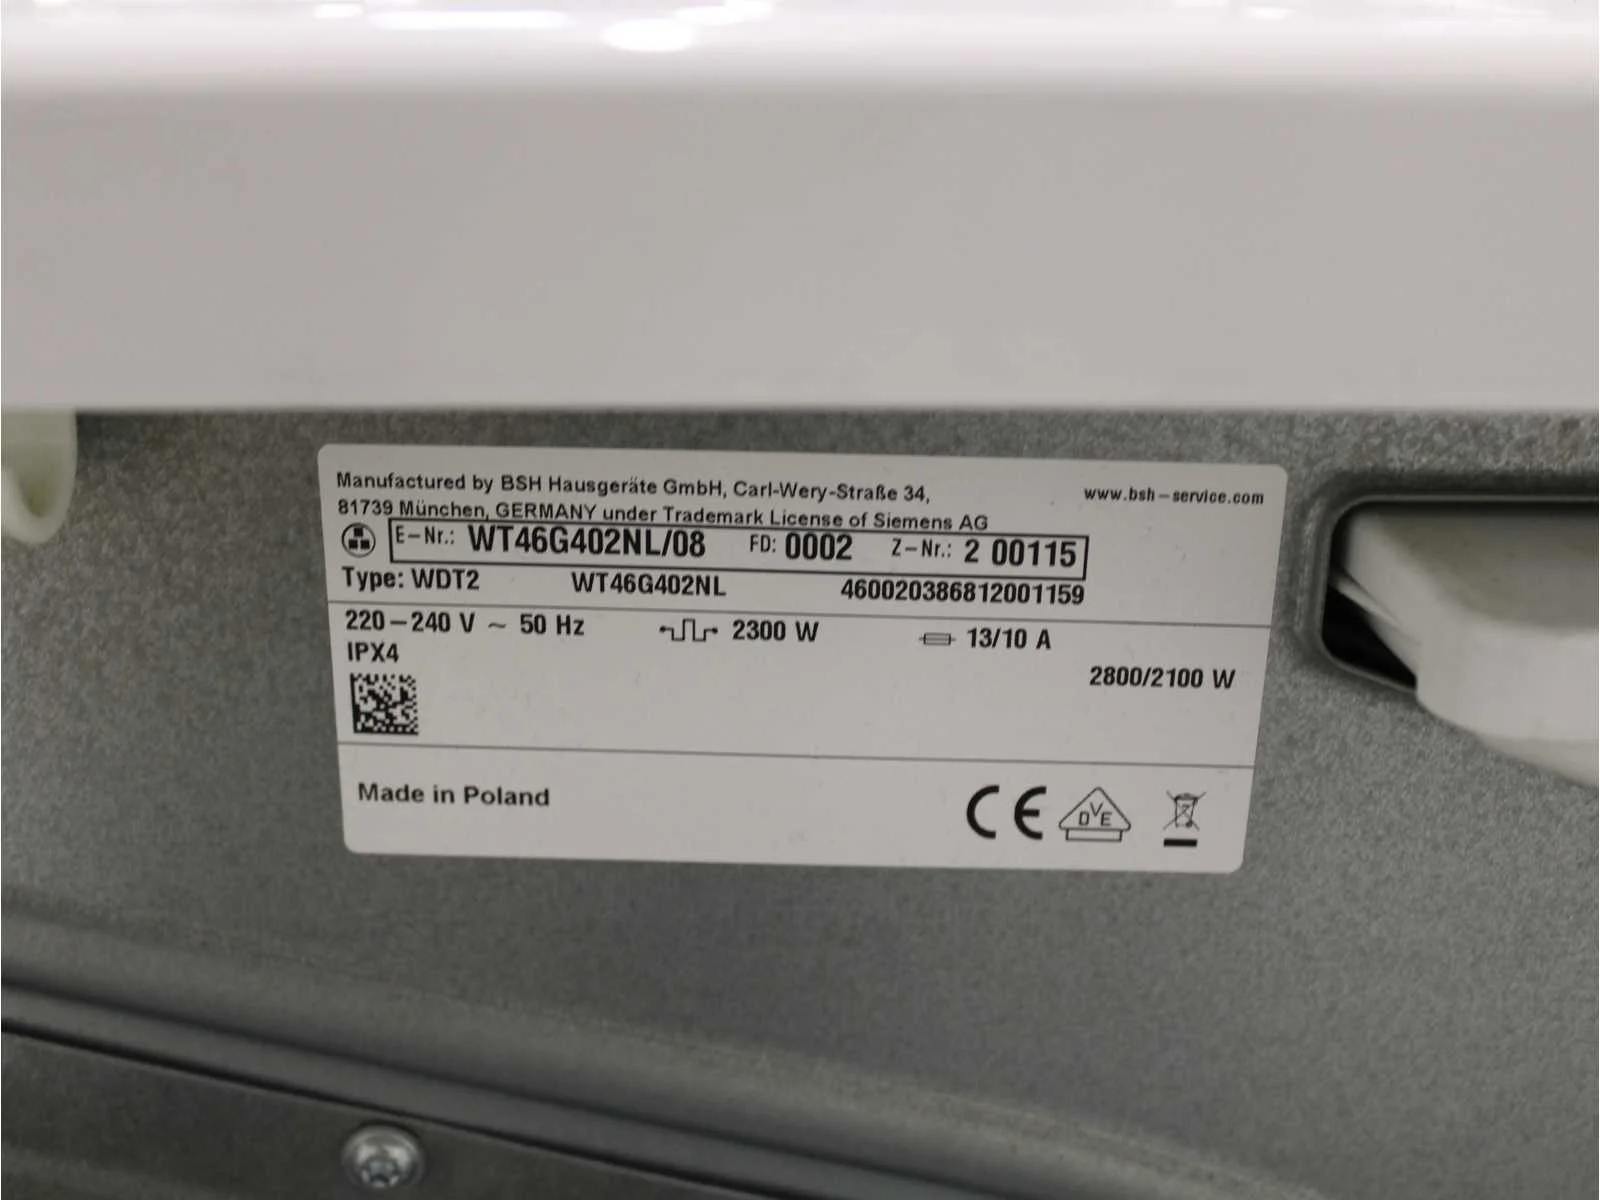 Manufactured by BSH Hausgeräte GmbH, Carl-Wery-Straße 34,
www.bsh-service.com
81739 München, GERMANY under Trademark License of Siemens AG
E-Nr.: WT46G402NL/08 FD: 0002 Z-Nr.: 2 00115
Type: WDT2 WT46G402NL 460020386812001159
220-240 V ~ 50 Hz 2300 W 13/10 A
IPX4
2800/2100 W
Made in Poland
CE DVE